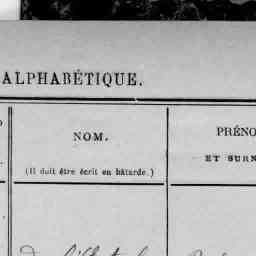 ALPHABÉTIQUE.
NOM.
(Il doit être écrit en bâtarde.)
PRÉNO
ET SURN